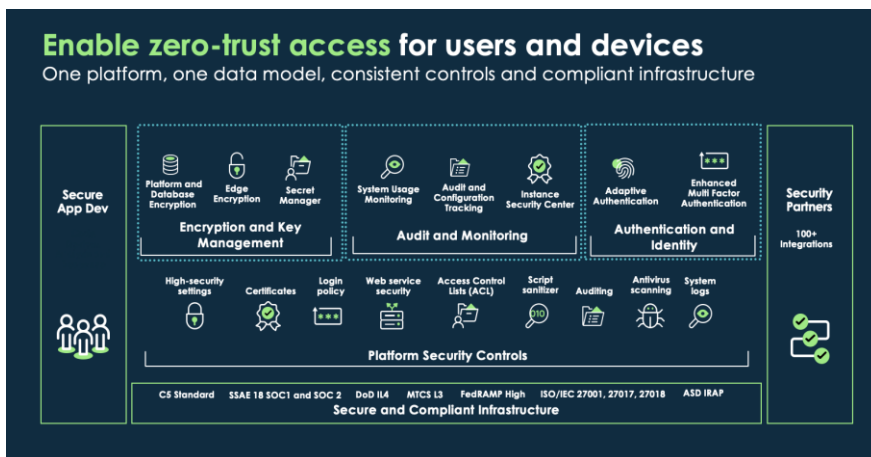 Enable zero-trust access for users and devices
One platform, one data model, consistent controls and compliant infrastructure
Secure
App Dev
Platform and
Database
Encryption
Edge
Encryption
Secret
Manager
Encryption and Key
Management
System Usage
Monitoring
Audit and
Configuration
Tracking
Instance
Security Center
Audit and Monitoring
Adaptive
Authentication
Enhanced
Multi Factor
Authentication
Authentication and
Identity
Security
Partners
100+
Integrations
High-security
settings
Certificates
Login
policy
Web service
security
Access Control
Lists (ACL)
Script
sanitizer
Auditing
Antivirus
scanning
System
logs
Platform Security Controls
C5 Standard
SSAE 18 SOC1 and SOC 2
DoD IL4
MTCS L3
FedRAMP High
ISO/IEC 27001, 27017, 27018
ASD IRAP
Secure and Compliant Infrastructure